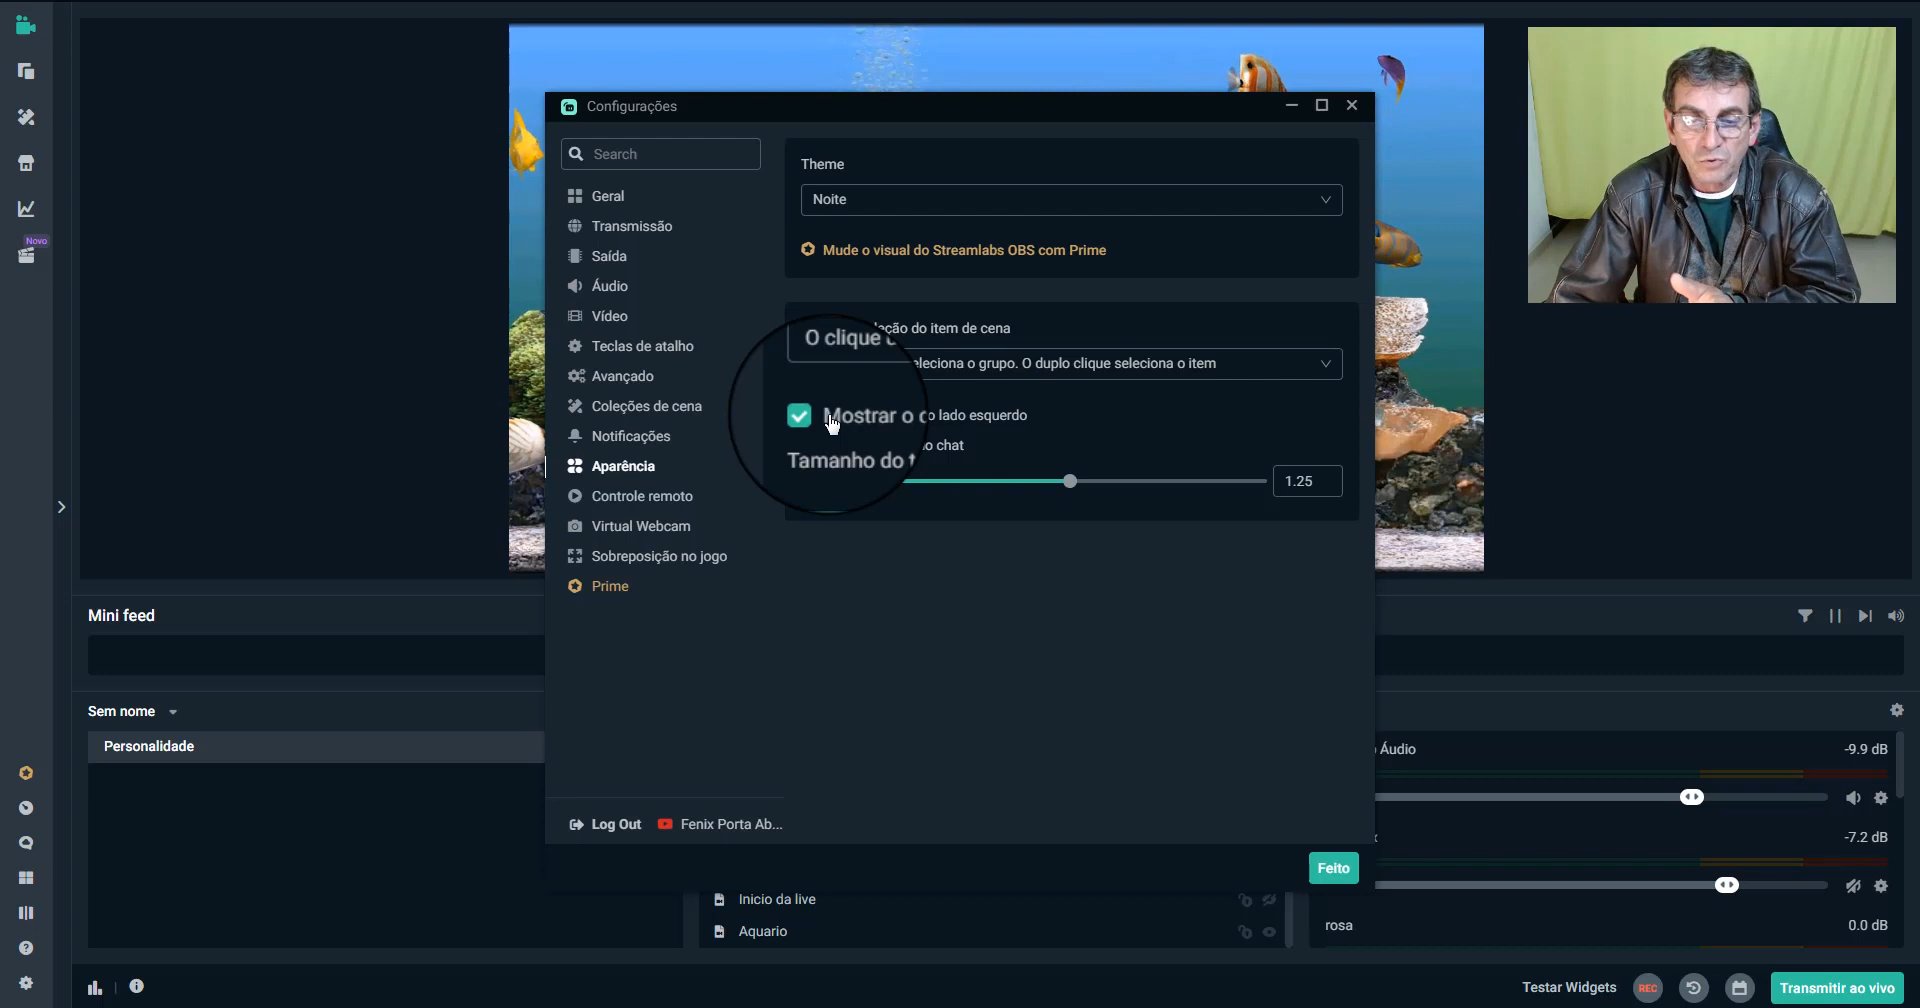 Novo
Configurações
Search
Geral
Transmissão
Saída
Áudio
Vídeo
Teclas de atalho
Avançado
Coleções de cena
Notificações
Aparência
Controle remoto
Virtual Webcam
Sobreposição no jogo
Prime
Log Out
Fenix Porta Ab...
Theme
Noite
Mude o visual do Streamlabs OBS com Prime
do item de cena
O clique
o grupo. O duplo clique seleciona o item
Mostrar o
lado esquerdo
chat
Tamanho do
1.25
Feito
Mini feed
Sem nome
Personalidade
Inicio da live
Aquario
Áudio
-9.9 dB
-7.2 dB
rosa
0.0 dB
Testar Widgets
REC
Transmitir ao vivo